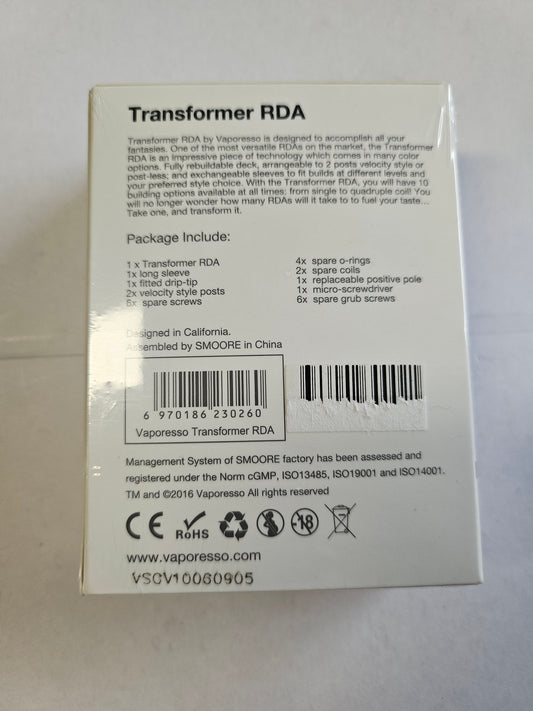 Transformer RDA
Transformer RDA by Vaporesso is designed to accomplish all your
fantasies. One of the most versatile RDAs on the market, the Transformer
RDA is an impressive piece of technology which comes in many color
options. Fully rebuildable deck, arrangeable to 2 posts velocity style or
post-less; and exchangeable sleeves to fit builds at different levels and
your preferred style choice. With the Transformer RDA, you will have 10
building options available at all times: from single to quadruple coil! You
will no longer wonder how many RDAs will it take to to fuel your taste...
Take one, and transform it.
Package Include:
1 x Transformer RDA
1x long sleeve
1x fitted drip-tip
2x velocity style posts
6x spare screws
4x spare o-rings
2x spare coils
1x replaceable positive pole
1x micro-screwdriver
6x spare grub screws
Designed in California.
Assembled by SMOORE in China
6 970186 230260
Vaporesso Transformer RDA
Management System of SMOORE factory has been assessed and
registered under the Norm cGMP, ISO13485, ISO19001 and ISO14001.
TM and ©2016 Vaporesso All rights reserved
CE RoHS -18
www.vaporesso.com
VSCV10060905